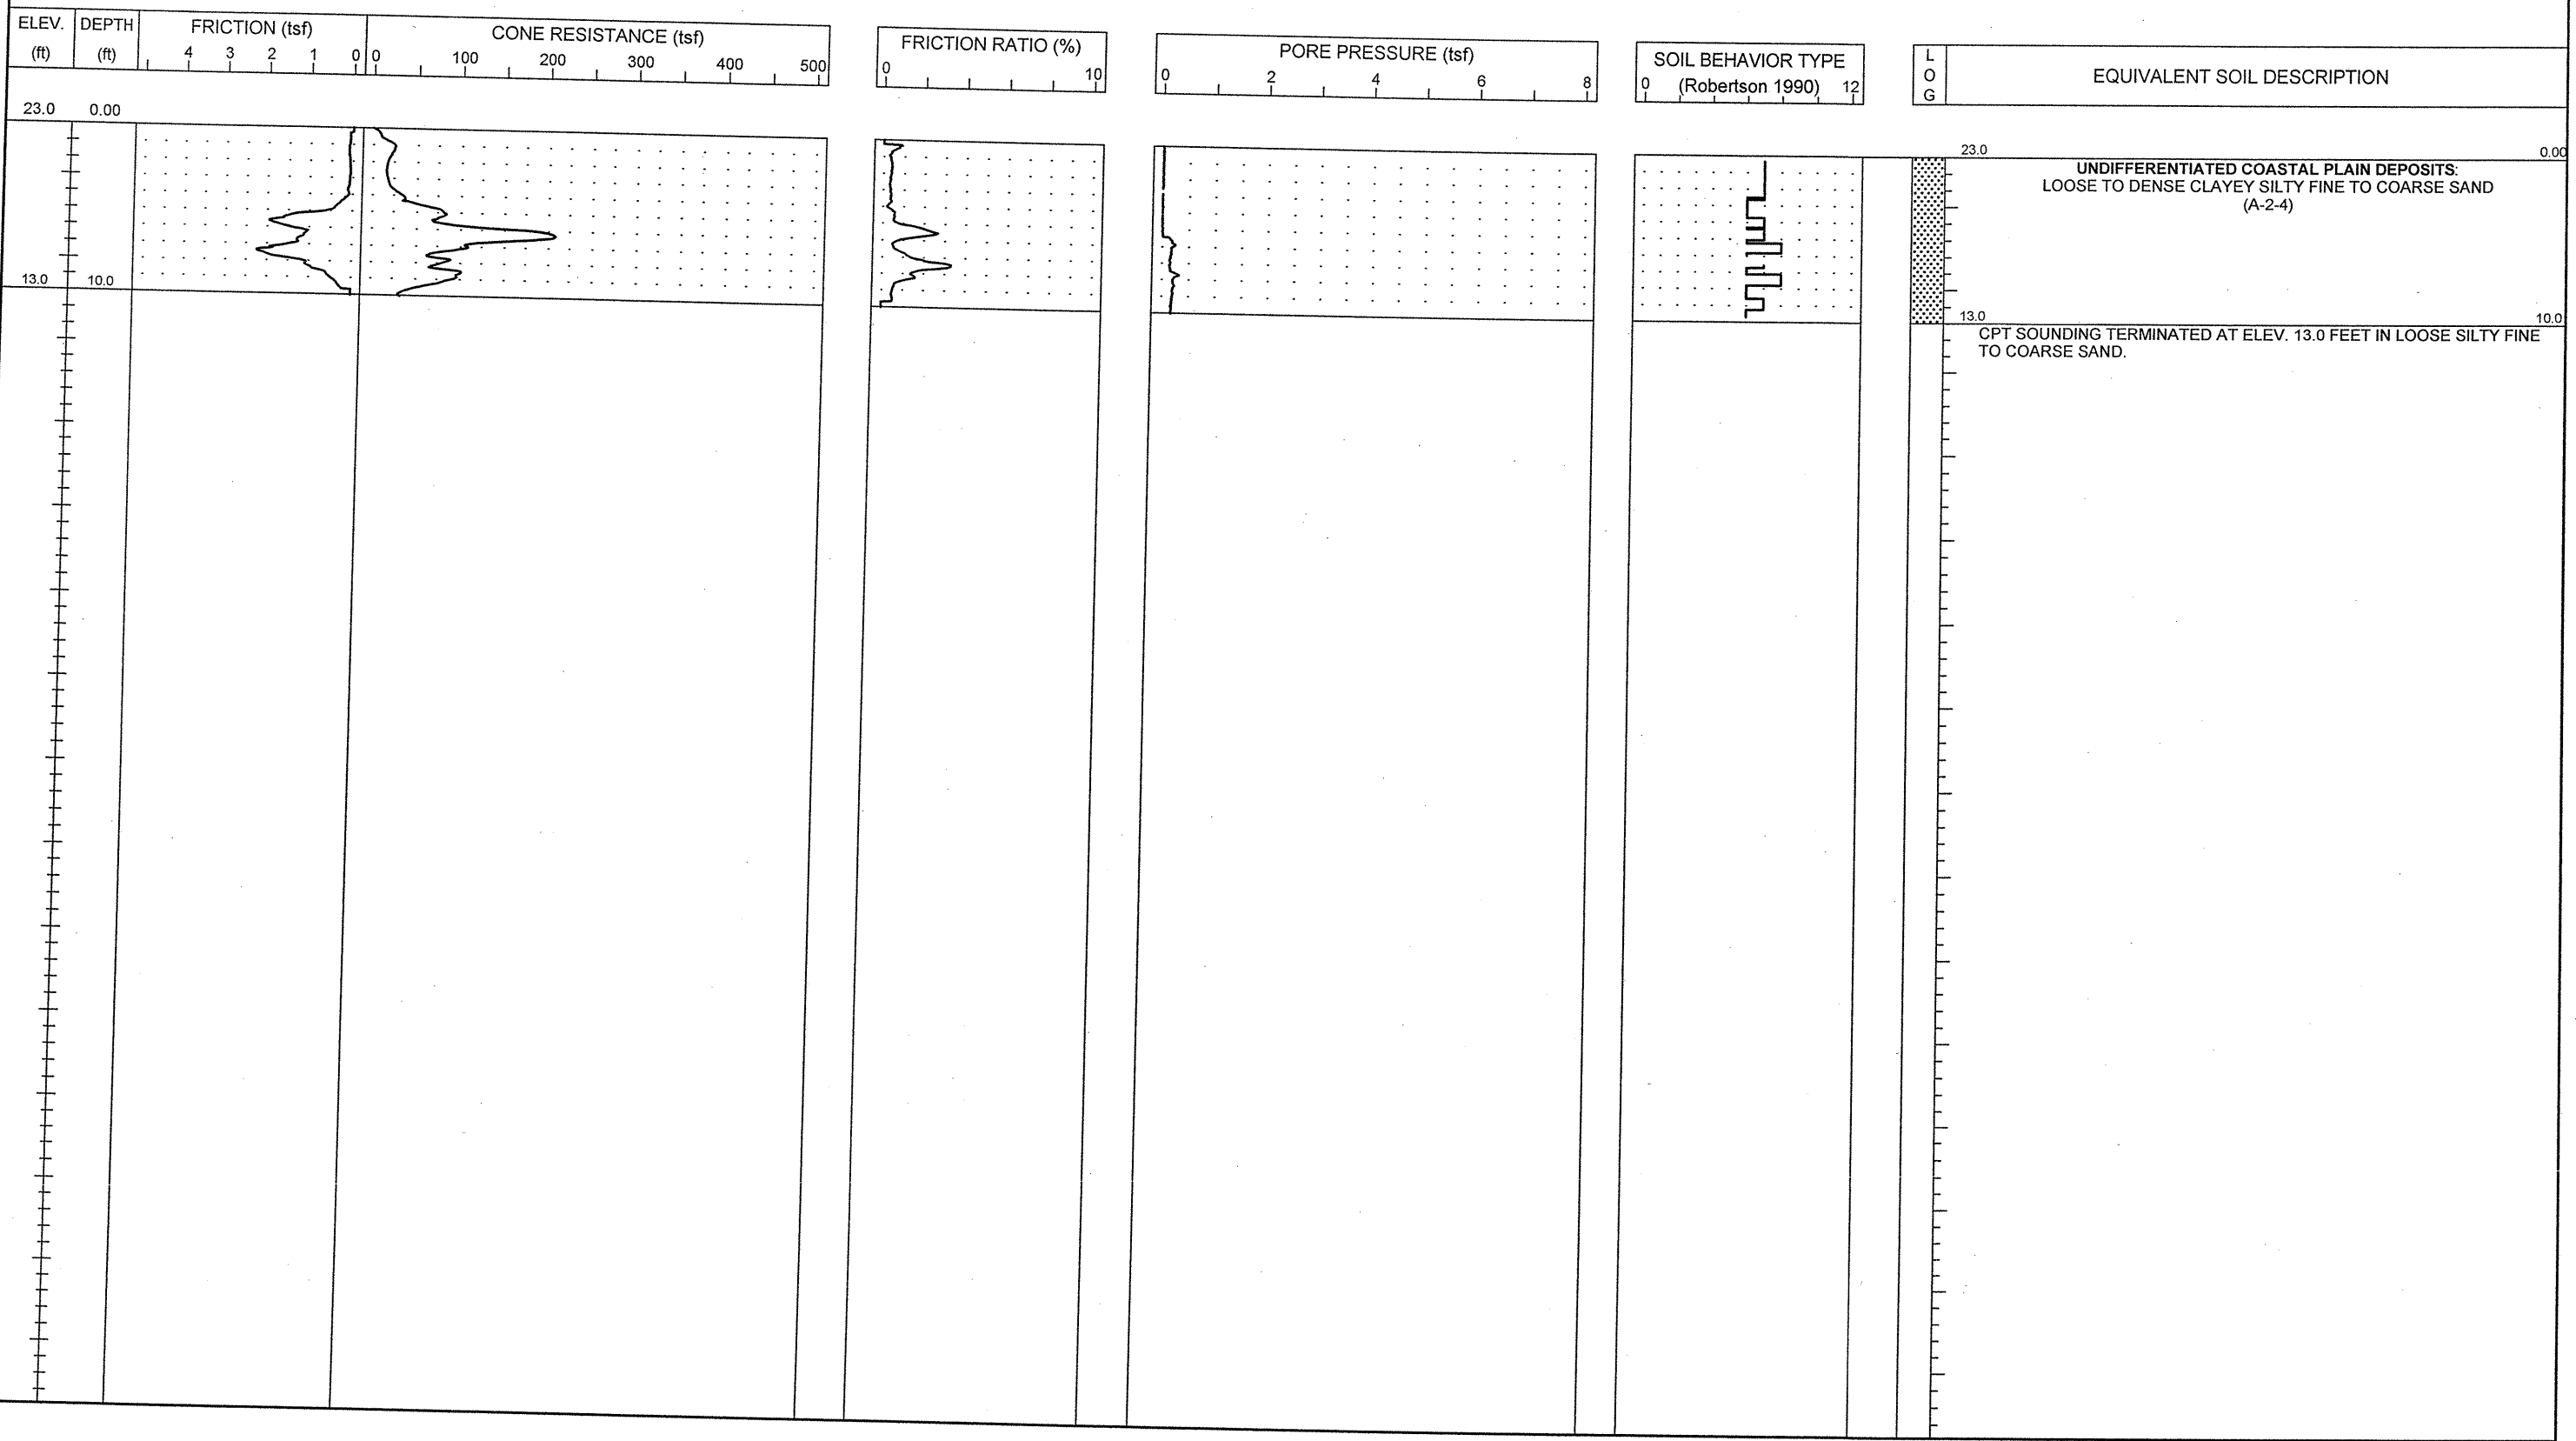 ELEV. DEPTH FRICTION (tsf) CONE RESISTANCE (tsf) FRICTION RATIO (%) PORE PRESSURE (tsf) SOIL BEHAVIOR TYPE L
(ft) (ft) 4 3 2 1 0 0 100 200 300 400 500 0 10 0 2 4 6 8 0 (Robertson 1990) 12 O EQUIVALENT SOIL DESCRIPTION
G
23.0 0.00
23.0 0.00
UNDIFFERENTIATED COASTAL PLAIN DEPOSITS:
LOOSE TO DENSE CLAYEY SILTY FINE TO COARSE SAND
(A-2-4)
13.0 10.0
13.0 10.0
CPT SOUNDING TERMINATED AT ELEV. 13.0 FEET IN LOOSE SILTY FINE
TO COARSE SAND.